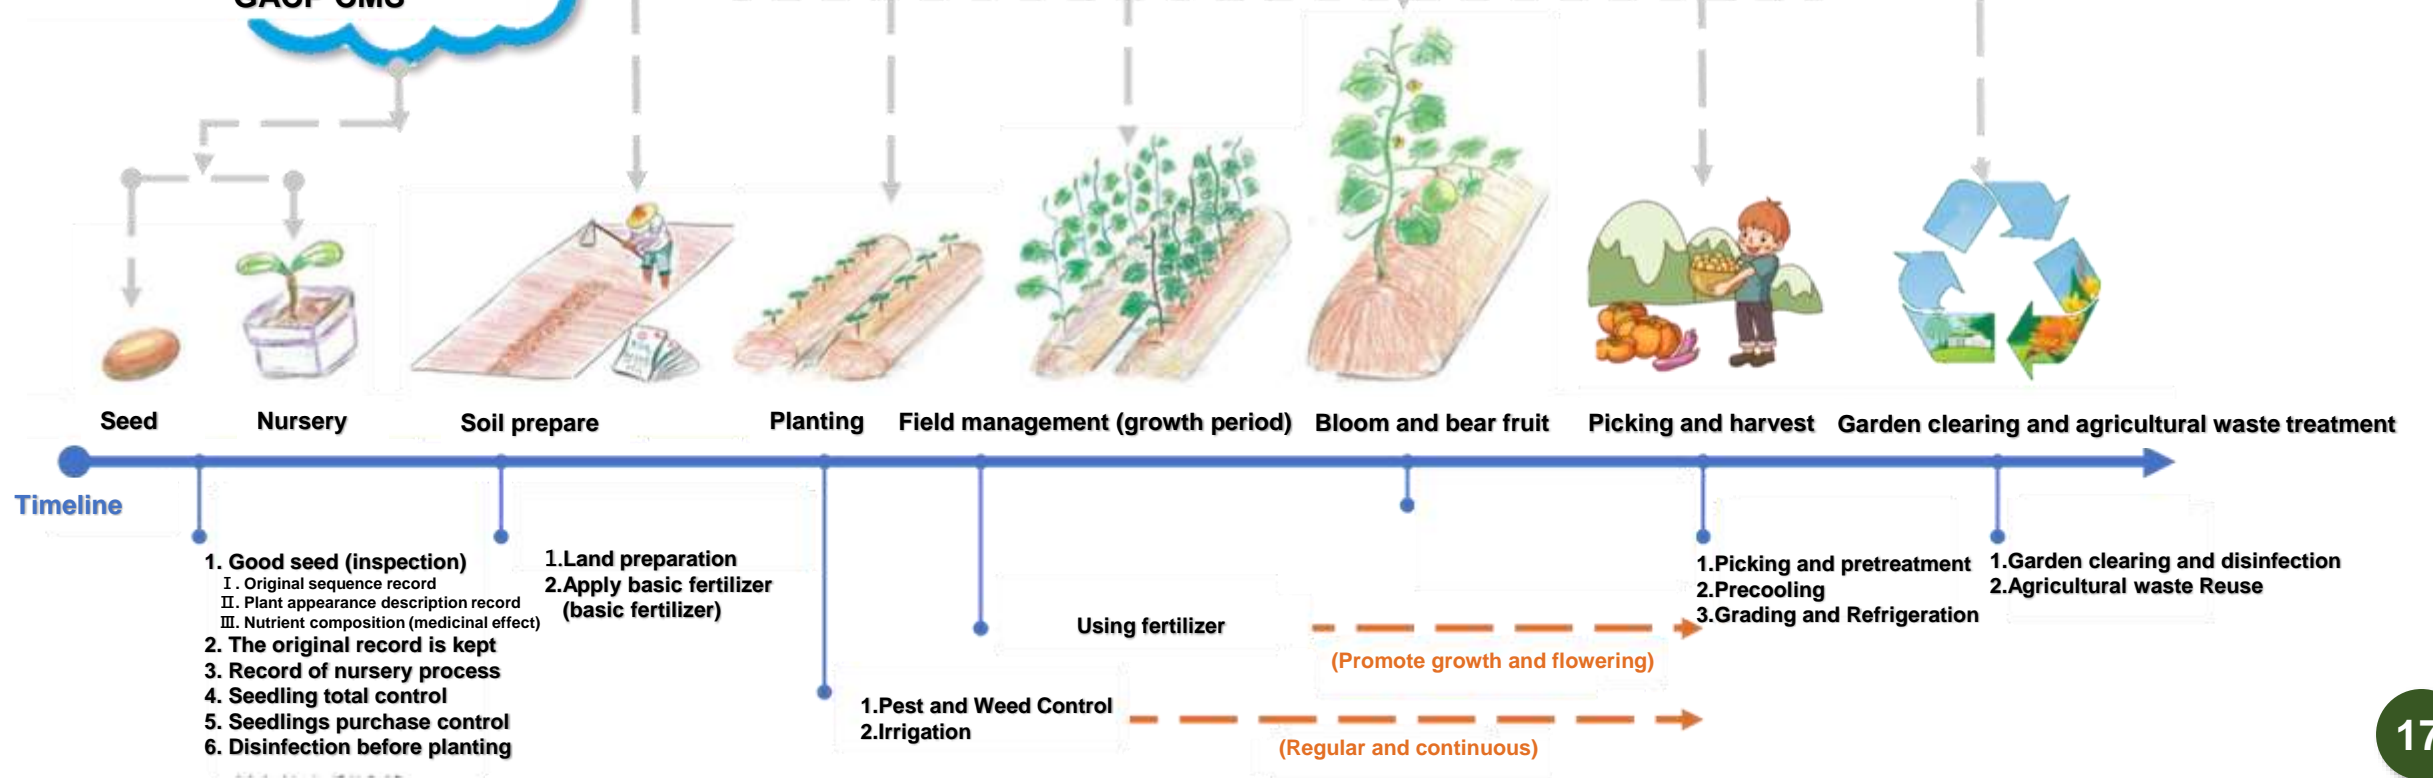 GACP CMS
Seed
Nursery
Soil prepare
Planting
Field management (growth period)
Bloom and bear fruit
Picking and harvest
Garden clearing and agricultural waste treatment
Timeline
1. Good seed (inspection)
Ⅰ. Original sequence record
Ⅱ. Plant appearance description record
Ⅲ. Nutrient composition (medicinal effect)
2. The original record is kept
3. Record of nursery process
4. Seedling total control
5. Seedlings purchase control
6. Disinfection before planting
1.Land preparation
2.Apply basic fertilizer
(basic fertilizer)
1.Pest and Weed Control
2.Irrigation
(Regular and continuous)
Using fertilizer
(Promote growth and flowering)
1.Picking and pretreatment
2.Precooling
3.Grading and Refrigeration
1.Garden clearing and disinfection
2.Agricultural waste Reuse
17